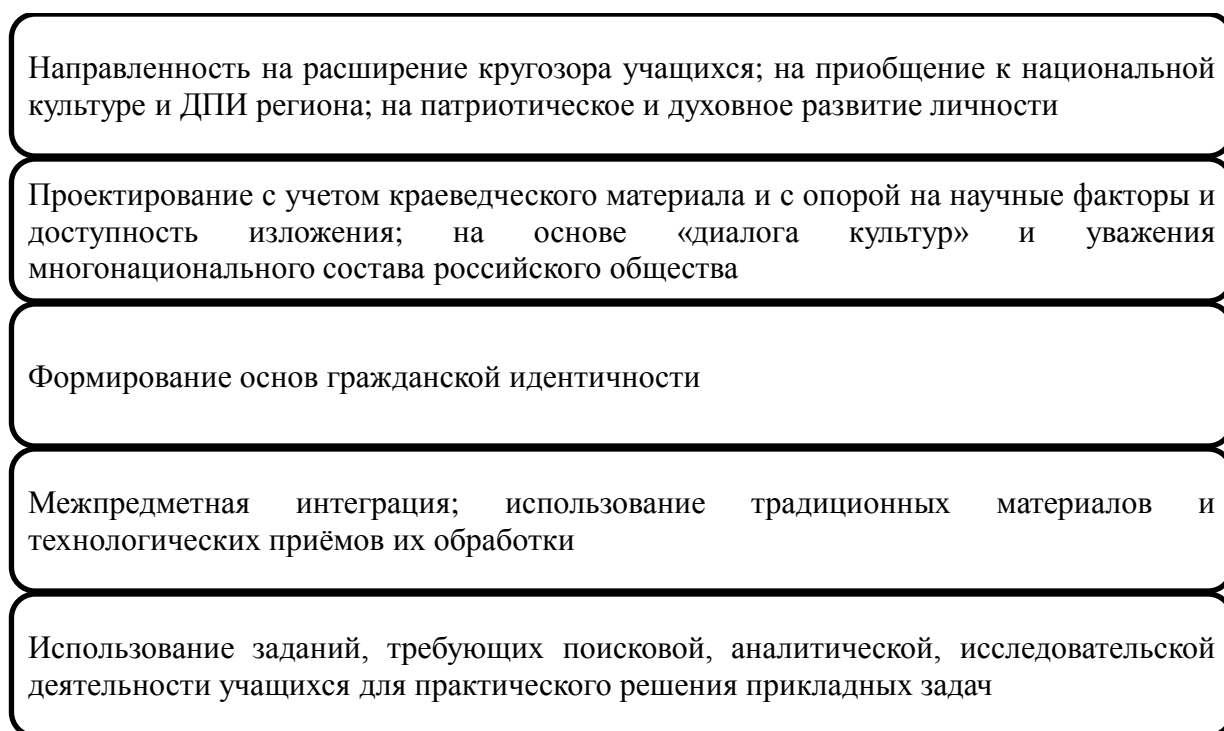 Направленность на расширение кругозора учащихся; на приобщение к национальной
культуре и ДПИ региона; на патриотическое и духовное развитие личности
Проектирование с учетом краеведческого материала и с опорой на научные факторы и
доступность изложения; на основе «диалога культур» и уважения
многонационального состава российского общества
Формирование основ гражданской идентичности
Межпредметная интеграция; использование традиционных материалов и
технологических приёмов их обработки
Использование заданий, требующих поисковой, аналитической, исследовательской
деятельности учащихся для практического решения прикладных задач